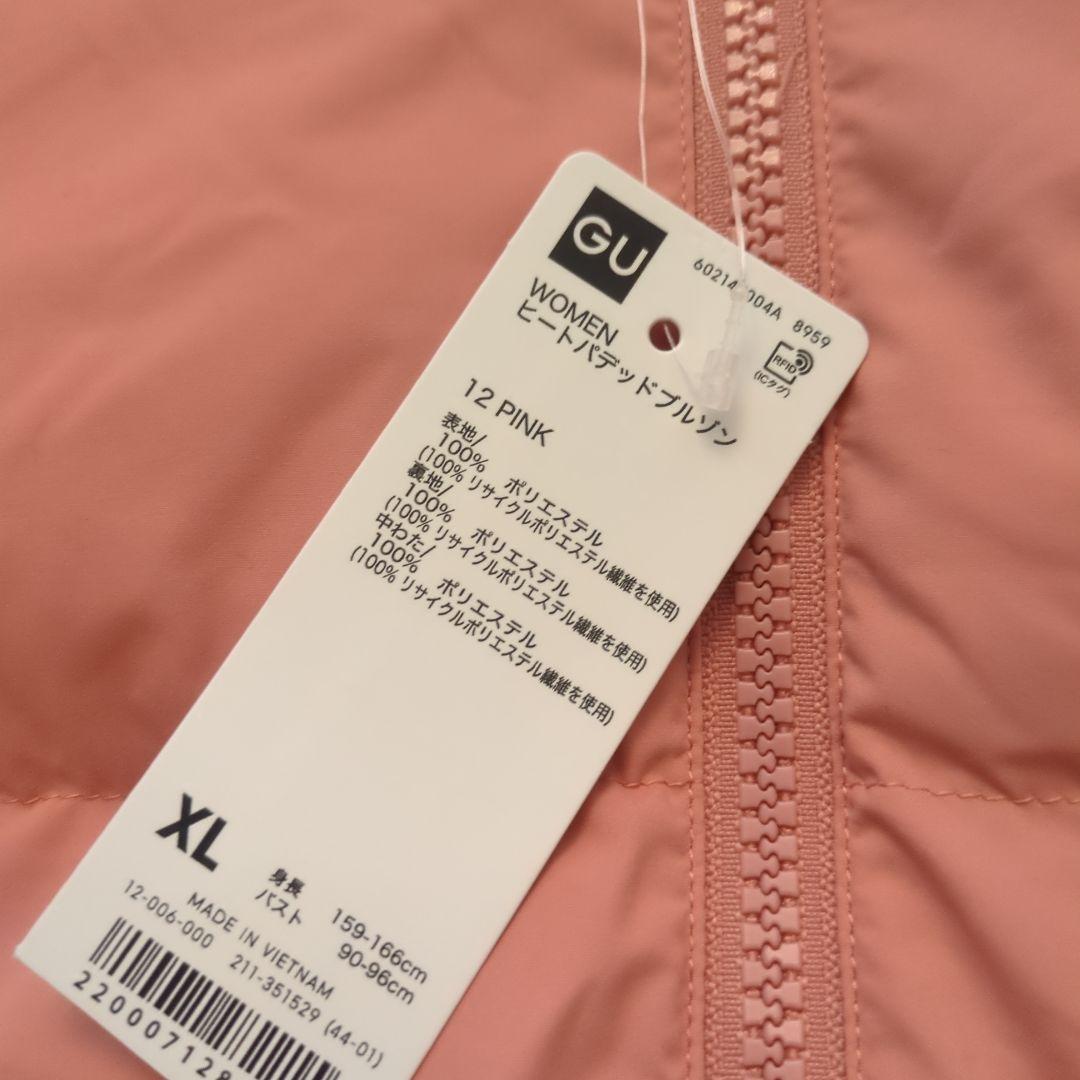 GU
60214 004A 8959
WOMEN
ヒートパデッドブルゾン
RFID
(ICタグ)
12 PINK
表地/
100% ポリエステル
(100% リサイクルポリエステル繊維を使用)
裏地/
100% ポリエステル
(100% リサイクルポリエステル繊維を使用)
中わた/
100% ポリエステル
(100% リサイクルポリエステル繊維を使用)
XL
身長 159-166cm
バスト 90-96cm
MADE IN VIETNAM
12-006-000 211-351529 (44-01)
220007128